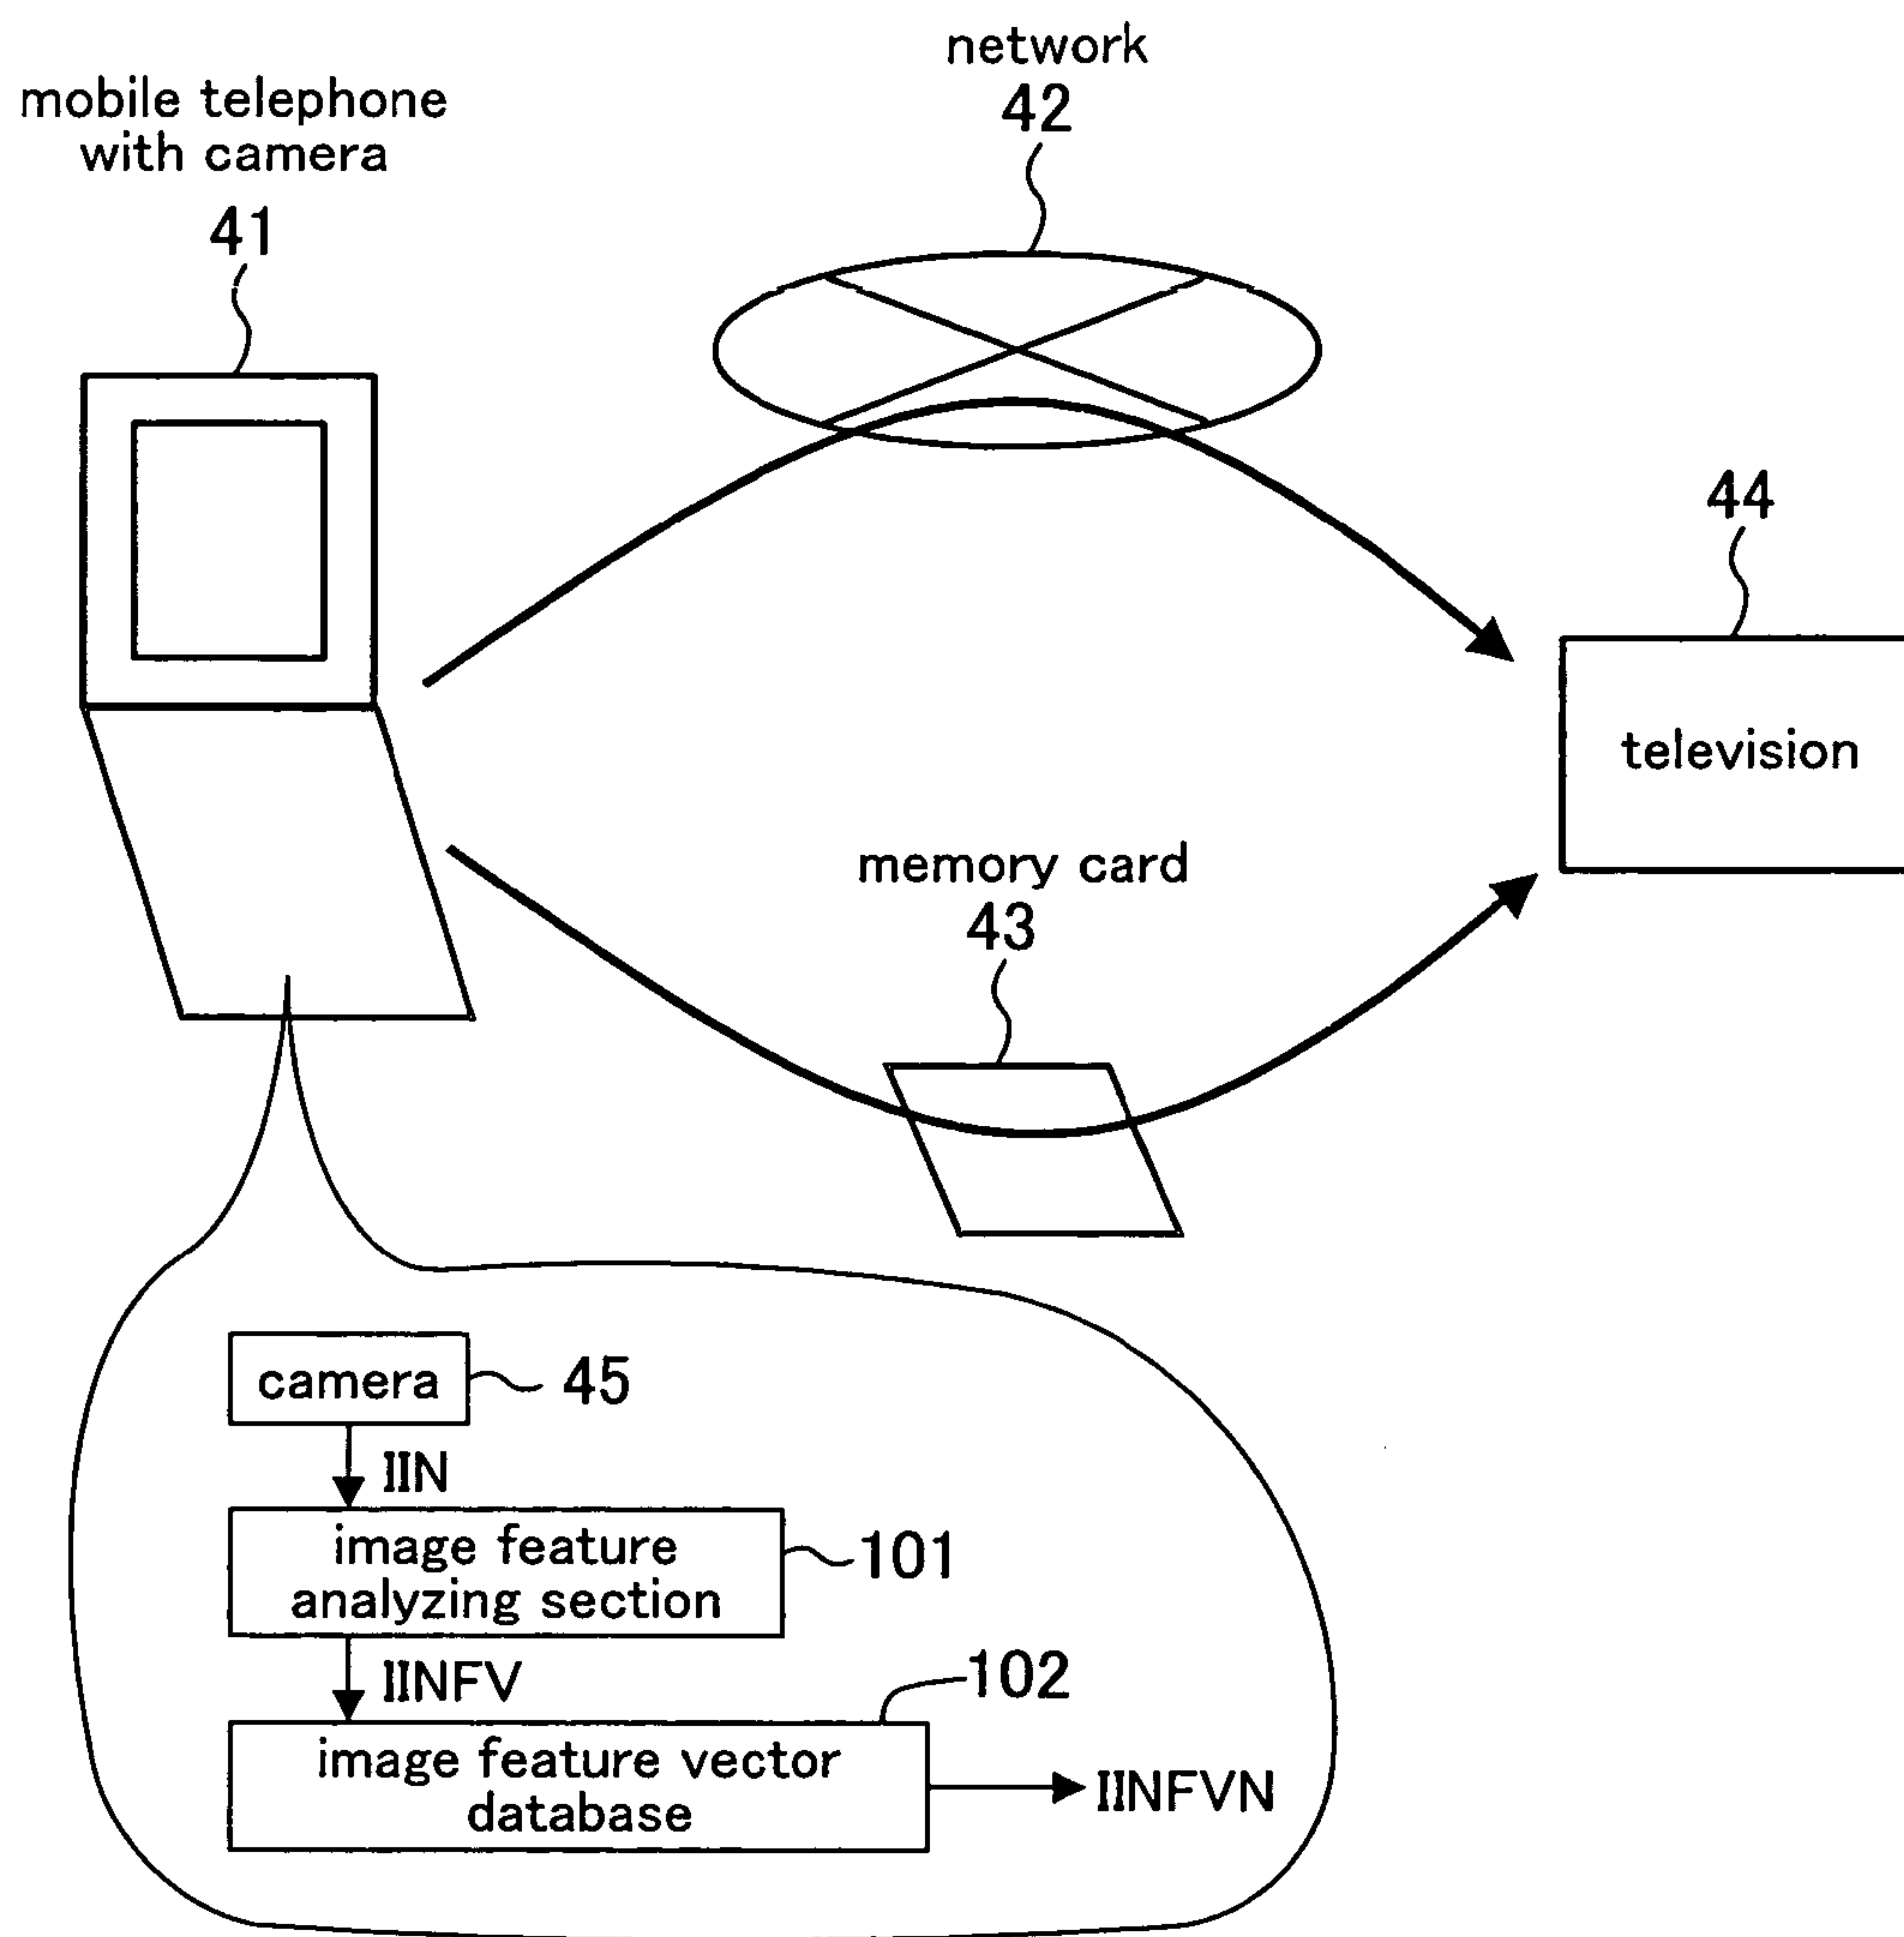 network
42
mobile telephone
with camera
41
44
television
memory card
43
camera
45
IIN
image feature
analyzing section
101
IINFV
102
image feature vector
database
IINFVN